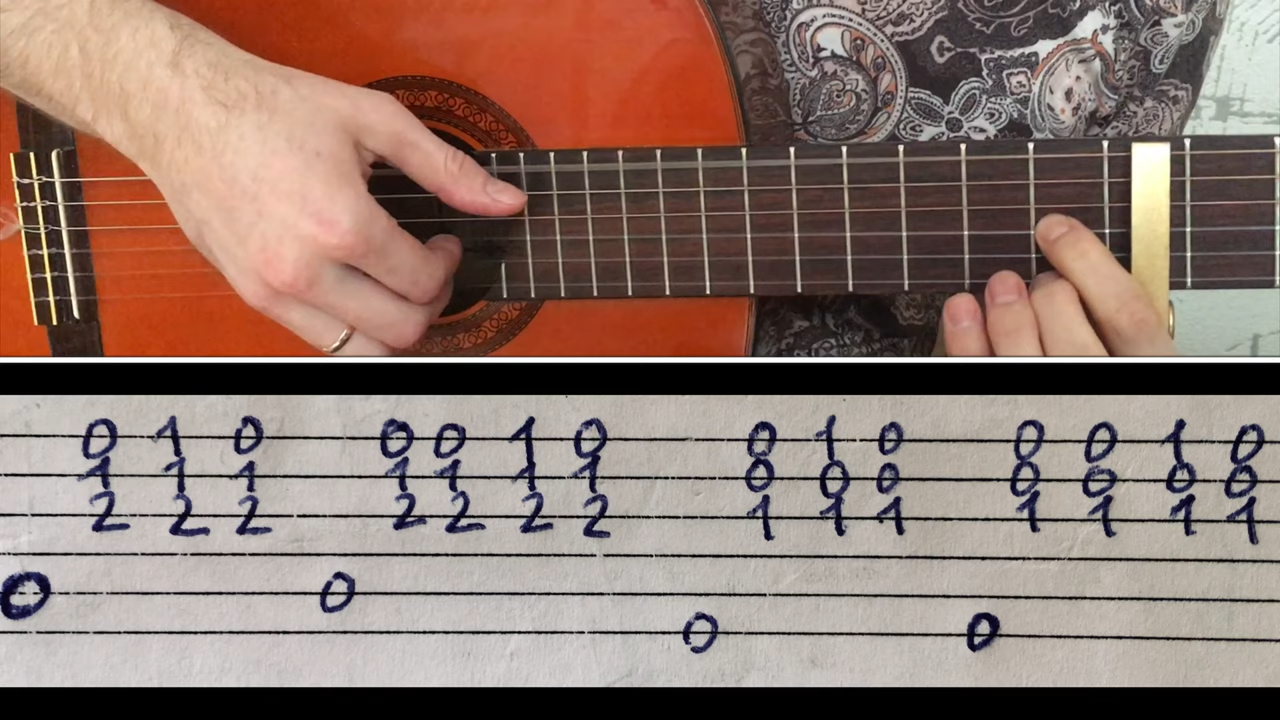 0 1 0 0 0 1 0 0 1 0 0 0 1 0
1 1 1 1 1 1 1 0 0 0 0 0 0 0
2 2 2 2 2 2 2 1 1 1 1 1 1 1
0 0
0 0